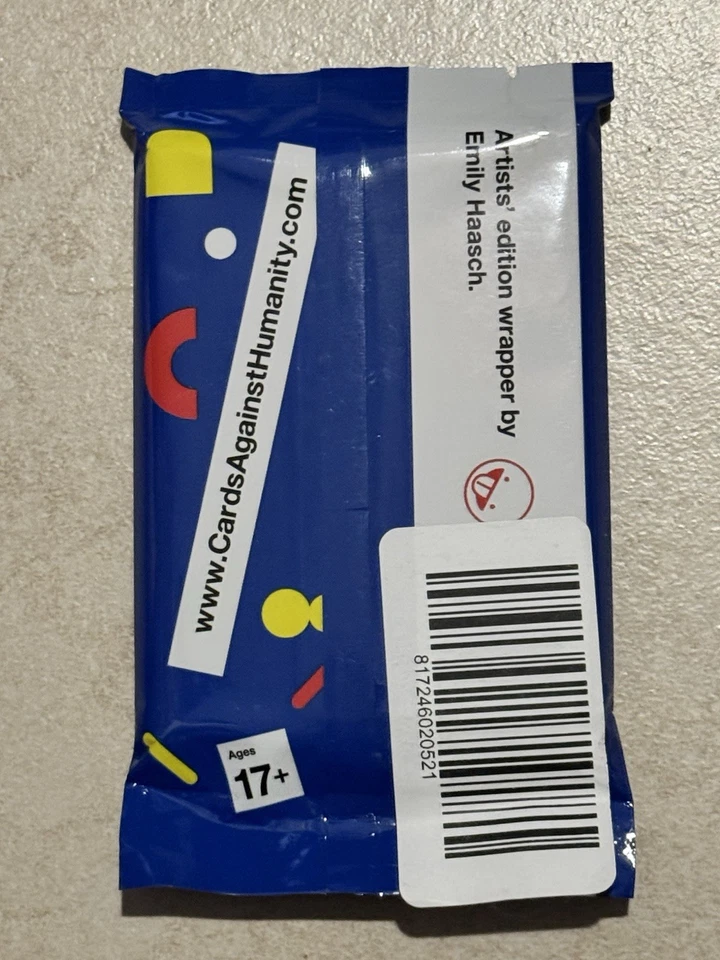 Artists’ edition wrapper by
Emily Haasch.
www.CardsAgainstHumanity.com
Ages
17+
817246020521